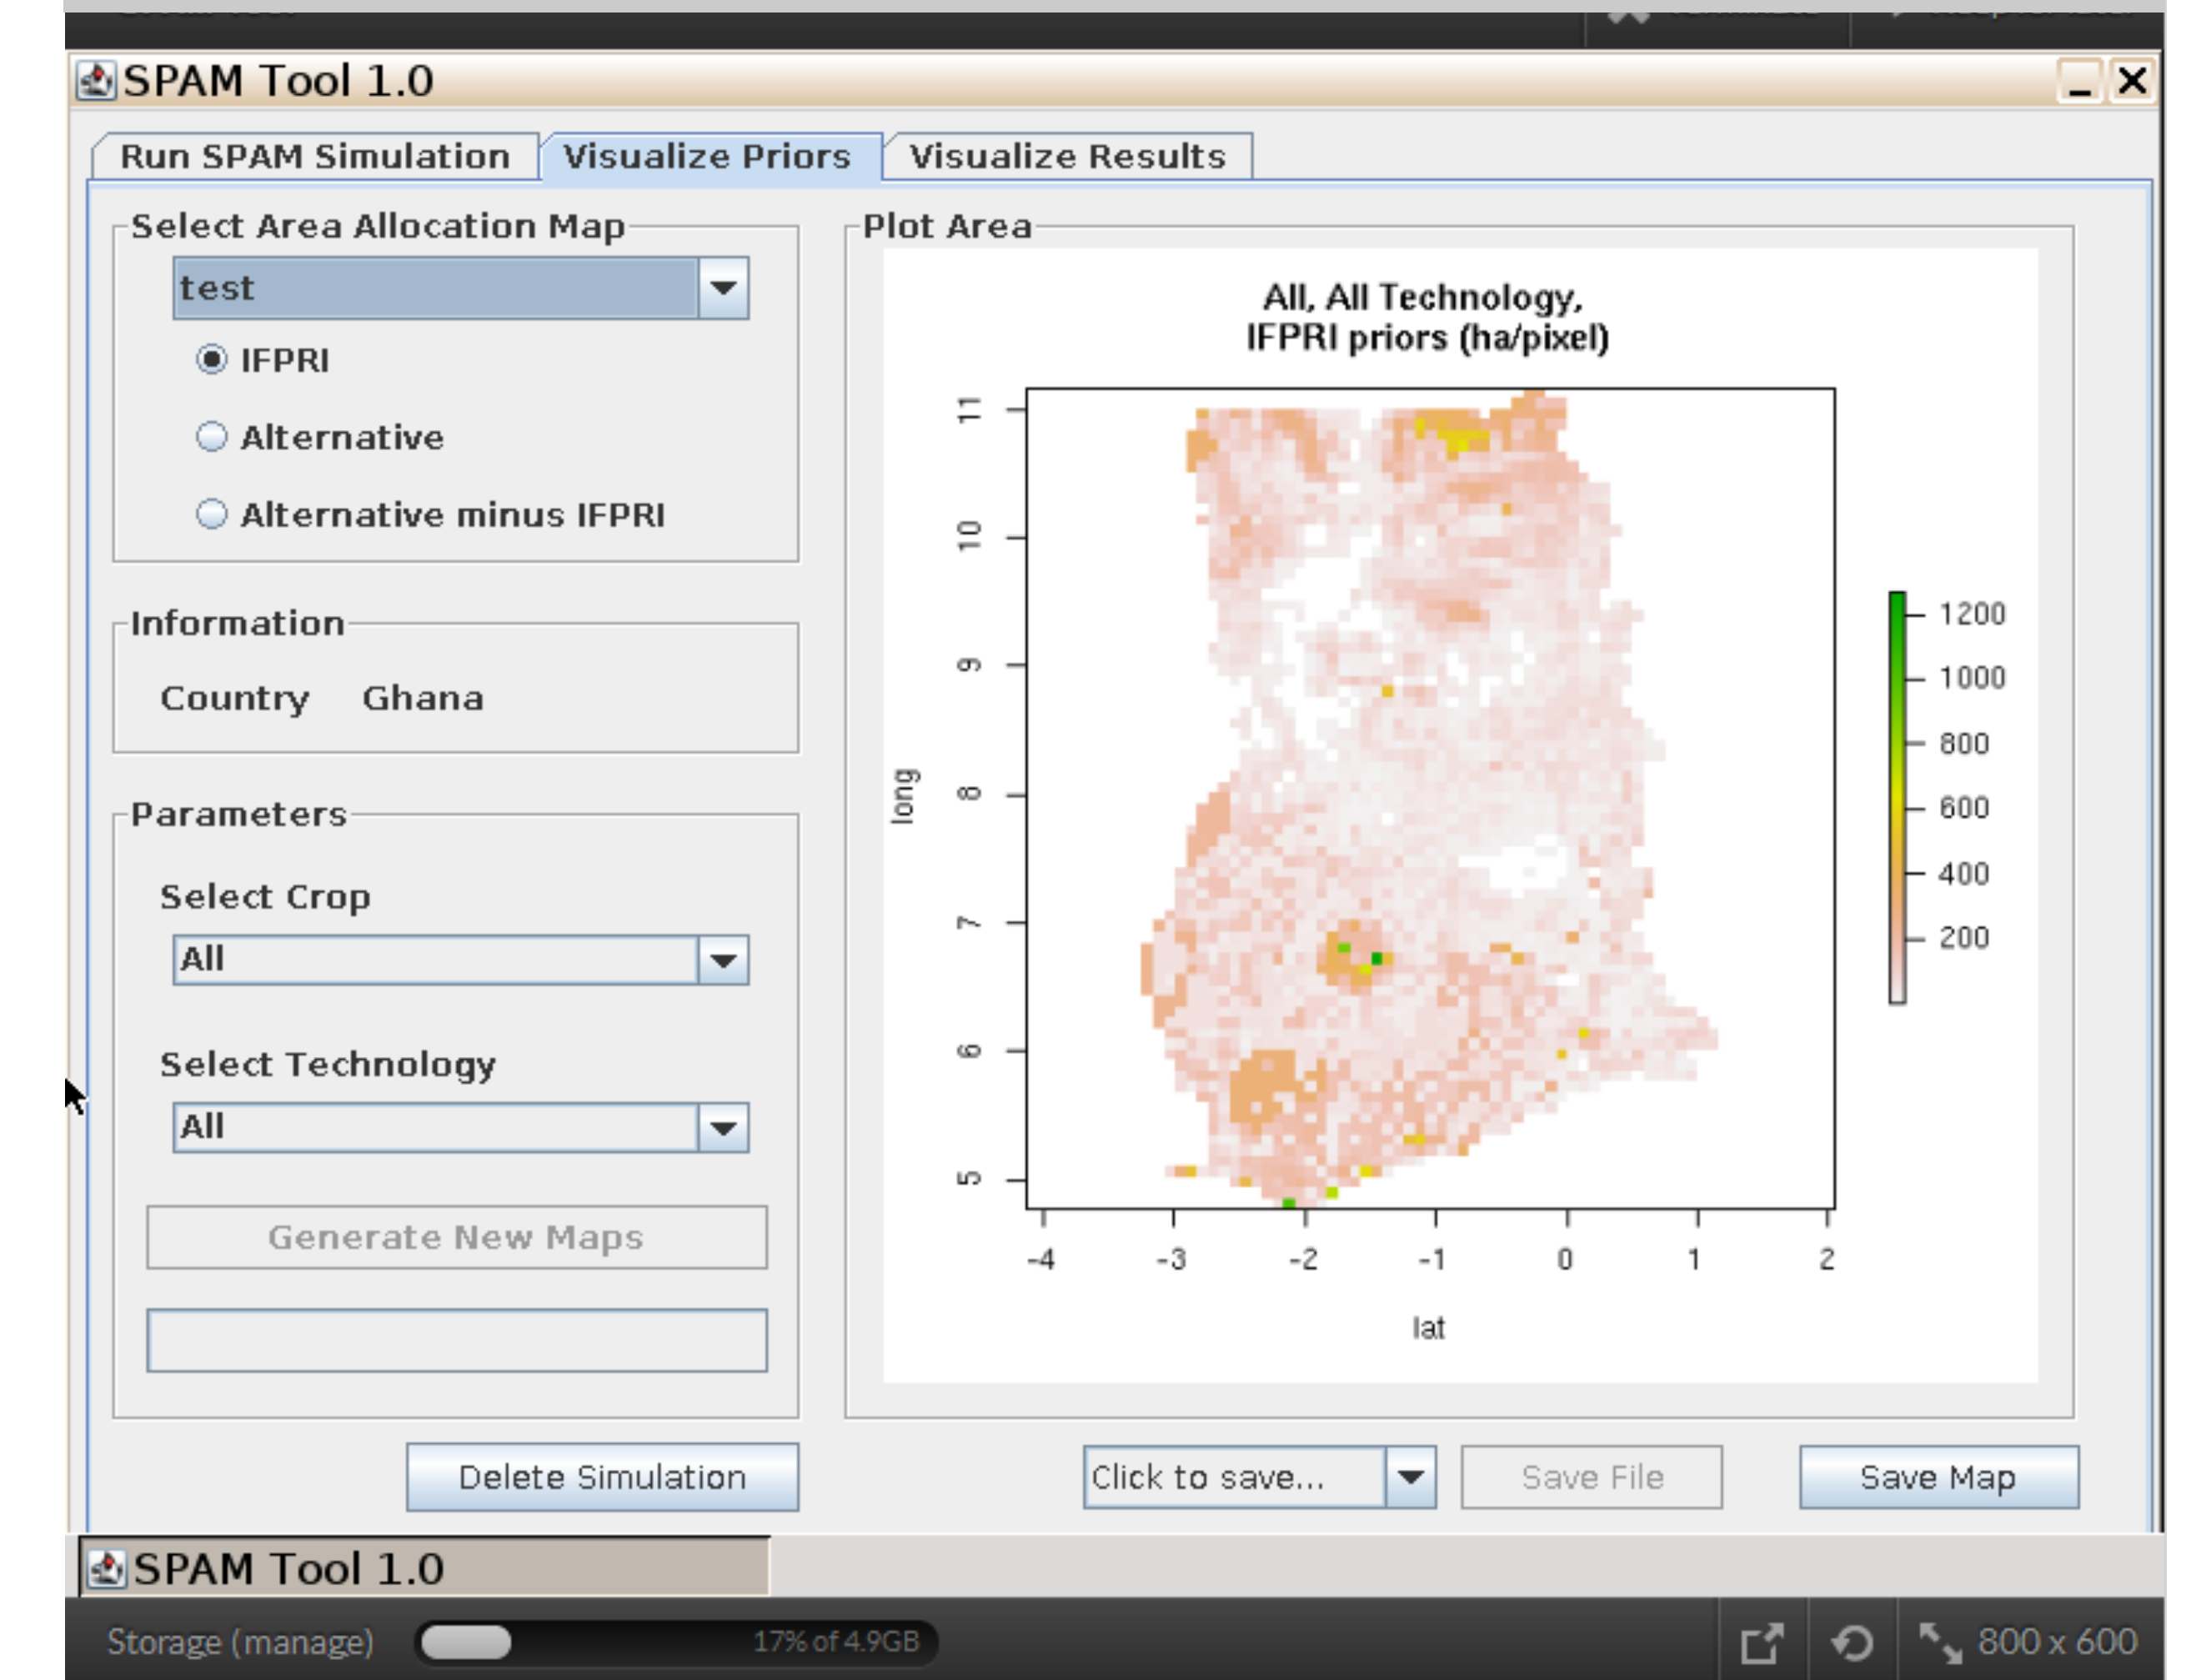 SPAM Tool 1.0
Run SPAM Simulation Visualize Priors Visualize Results
Select Area Allocation Map
test
IFPRI
Alternative
Alternative minus IFPRI
Information
Country Ghana
Parameters
Select Crop
All
Select Technology
All
Generate New Maps
Delete Simulation
Plot Area
All, All Technology,
IFPRI priors (ha/pixel)
11
10
9
8
7
6
5
long
-4 -3 -2 -1 0 1 2
lat
1200
1000
800
600
400
200
Click to save... Save File Save Map
SPAM Tool 1.0
Storage (manage) 17% of 4.9GB 800 x 600